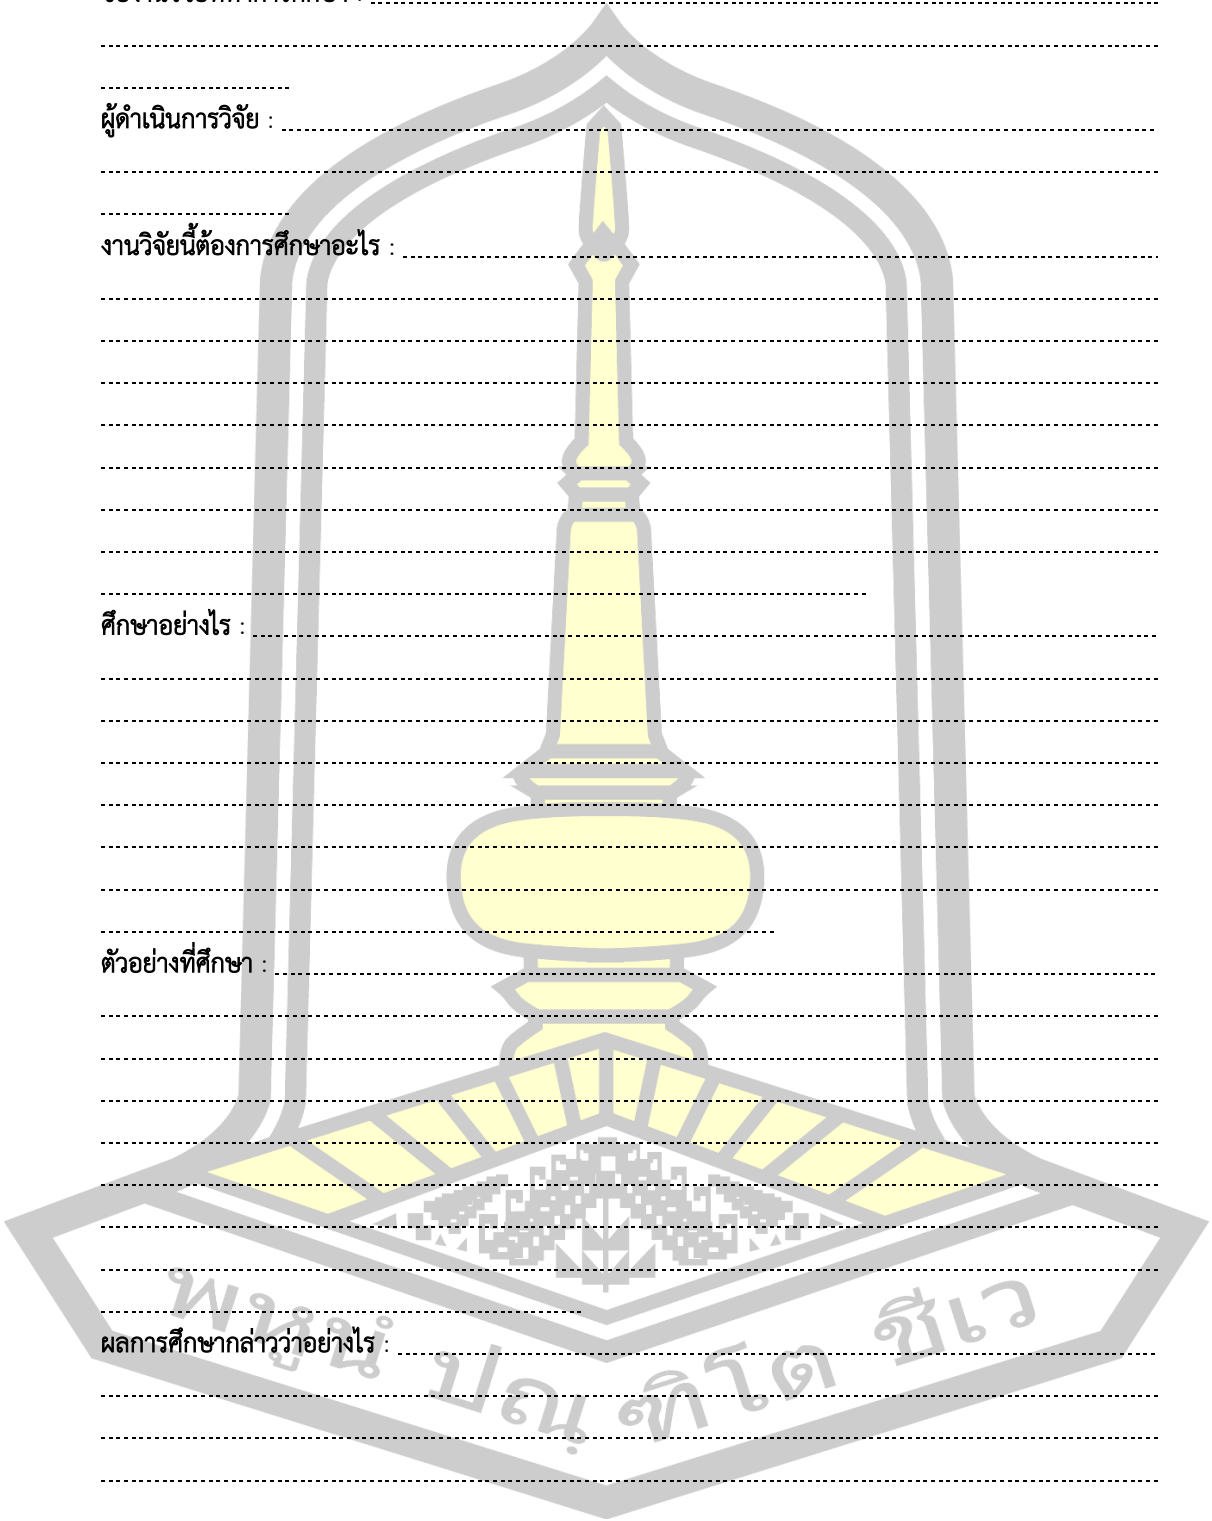 ผู้ดำเนินการวิจัย :
งานวิจัยนี้ต้องการศึกษาอะไร :
ศึกษาอย่างไร :
ตัวอย่างที่ศึกษา :
ผลการศึกษากล่าวว่าอย่างไร :
พหูนํ ปณฺฑิโต ชีเว